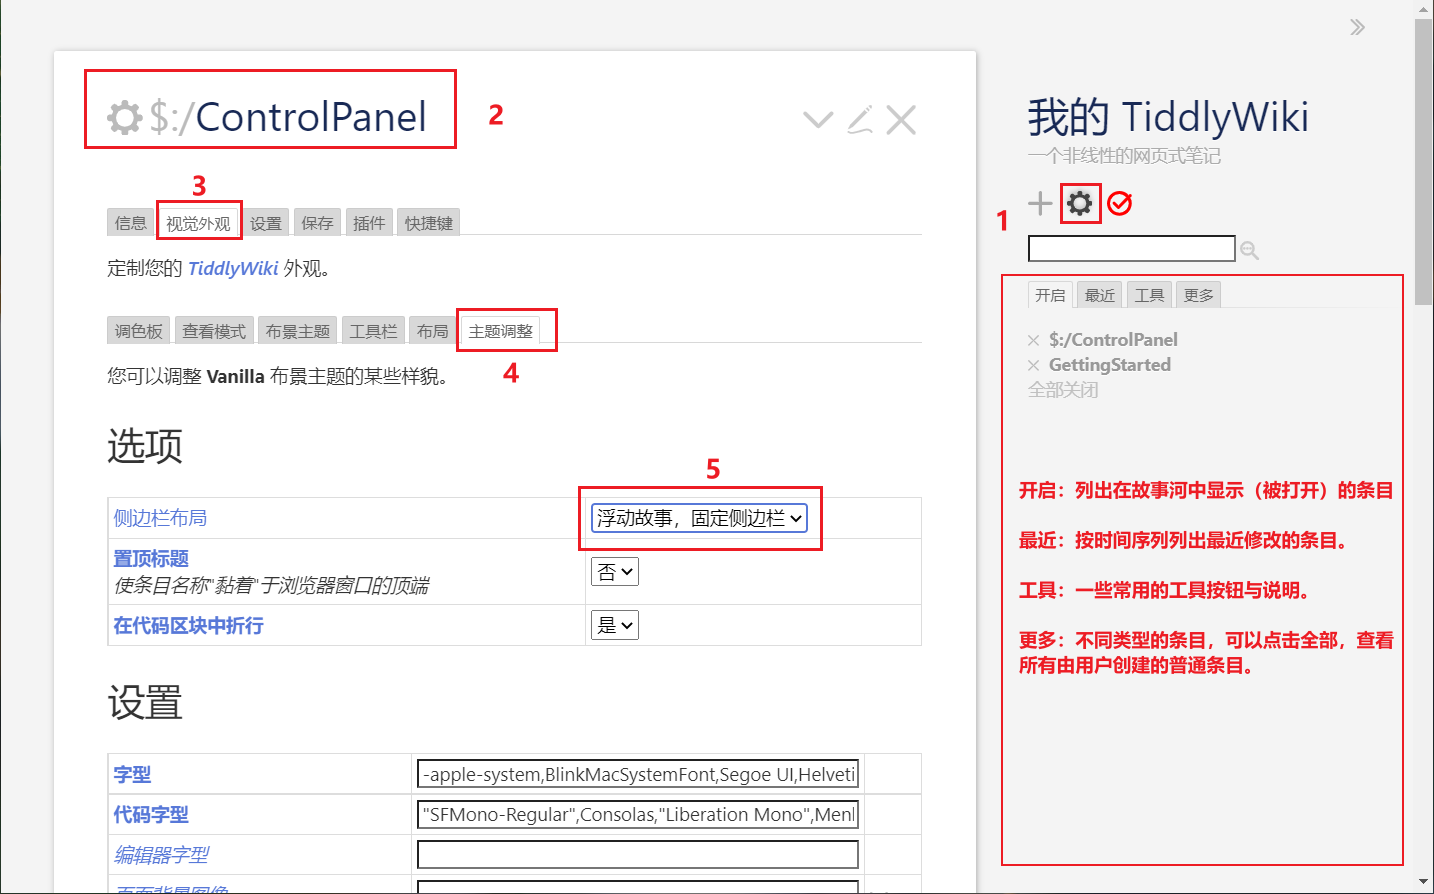 $:/ControlPanel
2
3
信息 视觉外观 设置 保存 插件 快捷键
定制您的 TiddlyWiki 外观。
调色板 查看模式 布景主题 工具栏 布局 主题调整
4
您可以调整 Vanilla 布景主题的某些样貌。
选项
5
侧边栏布局 浮动故事，固定侧边栏
置顶标题
使条目名称"黏着"于浏览器窗口的顶端 否
在代码区块中折行 是
设置
字型 -apple-system,BlinkMacSystemFont,Segoe UI,Helveti
代码字型 "SFMono-Regular",Consolas,"Liberation Mono",Menl
编辑器字型
页面背景图像
我的 TiddlyWiki
一个非线性的网页式笔记
1
开启 最近 工具 更多
$:/ControlPanel
GettingStarted
全部关闭
开启：列出在故事河中显示（被打开）的条目
最近：按时间序列列出最近修改的条目。
工具：一些常用的工具按钮与说明。
更多：不同类型的条目，可以点击全部，查看
所有由用户创建的普通条目。